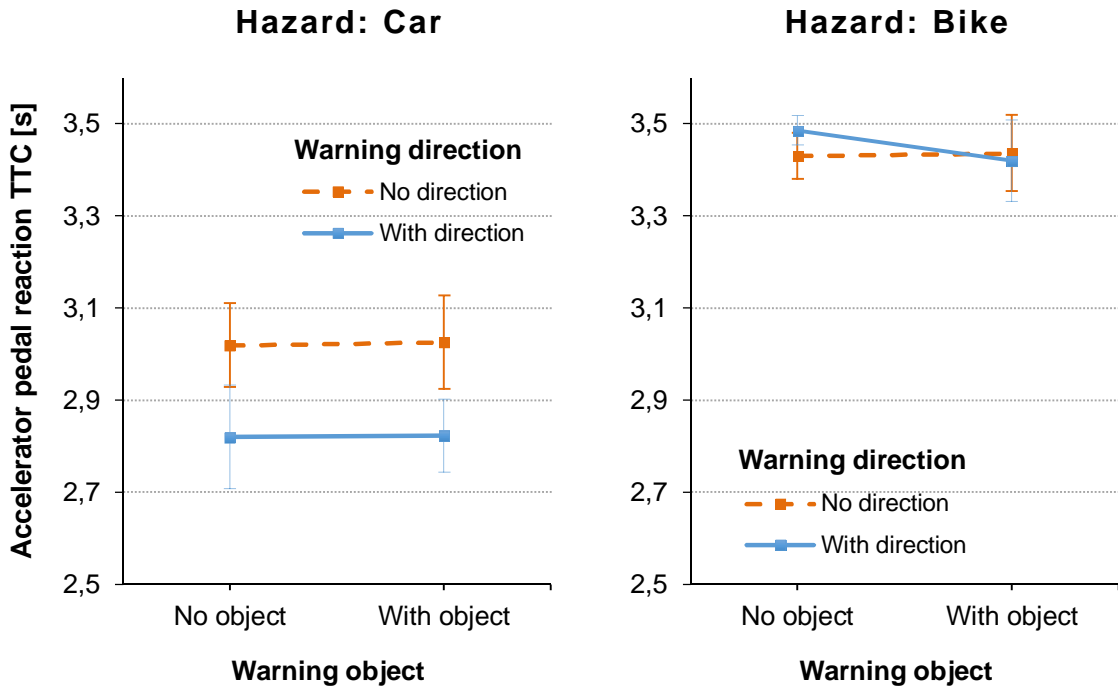 Hazard: Car
Accelerator pedal reaction TTC [s]
3,5
3,3
3,1
2,9
2,7
2,5
Warning direction
No direction
With direction
No object
With object
Warning object
Hazard: Bike
3,5
3,3
3,1
2,9
2,7
2,5
Warning direction
No direction
With direction
No object
With object
Warning object